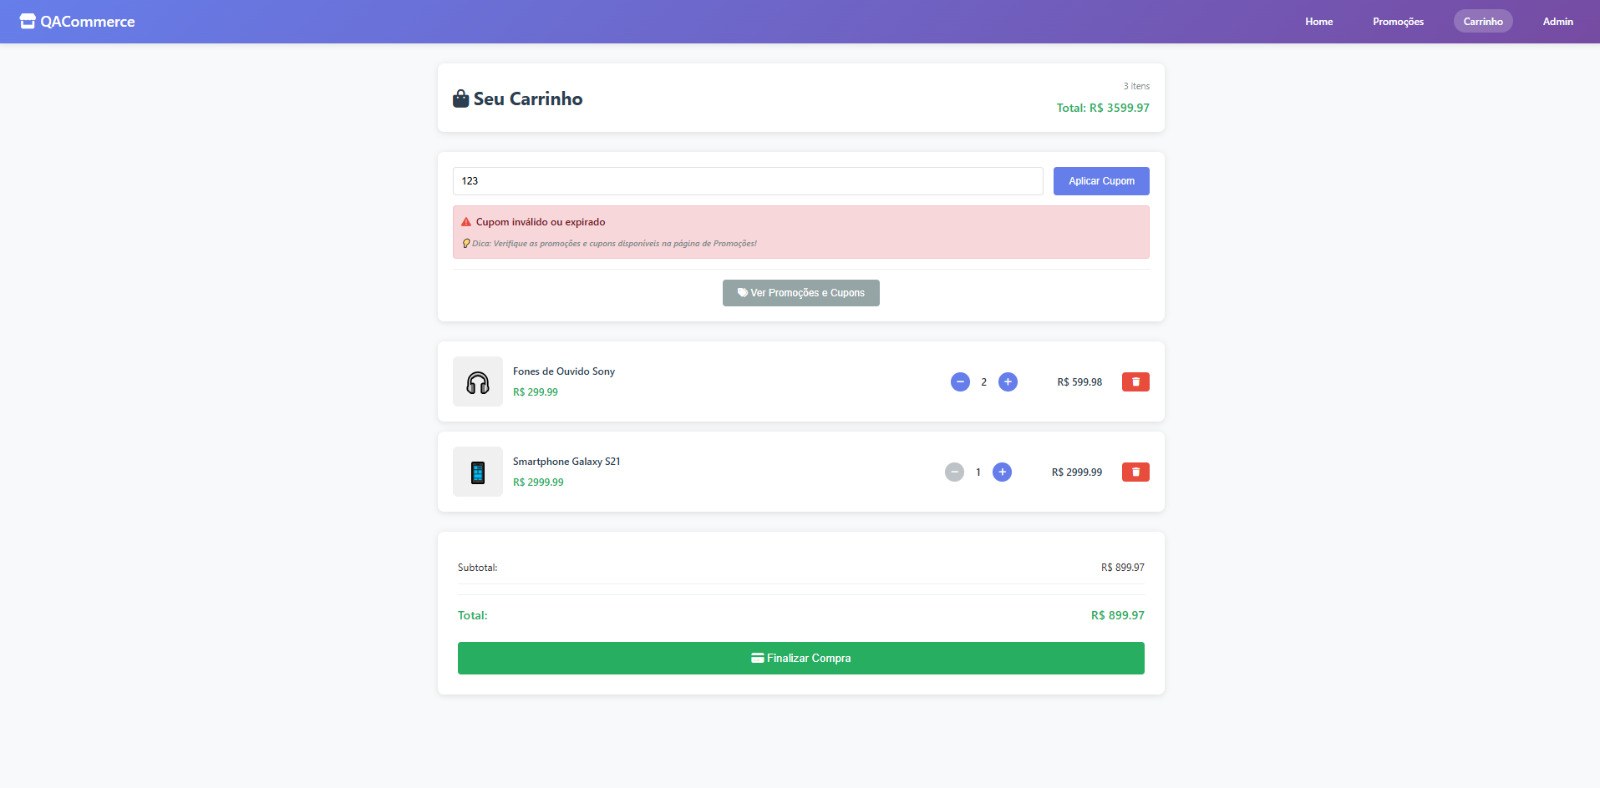 QACommerce
Home
Promoções
Carrinho
Admin
Seu Carrinho
3 itens
Total: R$ 3599.97
123
Aplicar Cupom
Cupom inválido ou expirado
Dica: Verifique as promoções e cupons disponíveis na página de Promoções!
Ver Promoções e Cupons
Fones de Ouvido Sony
R$ 299.99
2
R$ 599.98
Smartphone Galaxy S21
R$ 2999.99
1
R$ 2999.99
Subtotal:
R$ 899.97
Total:
R$ 899.97
Finalizar Compra